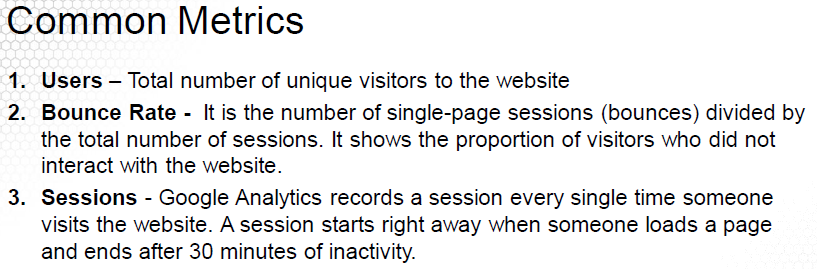 Common Metrics
1. Users – Total number of unique visitors to the website
2. Bounce Rate - It is the number of single-page sessions (bounces) divided by
the total number of sessions. It shows the proportion of visitors who did not
interact with the website.
3. Sessions - Google Analytics records a session every single time someone
visits the website. A session starts right away when someone loads a page
and ends after 30 minutes of inactivity.